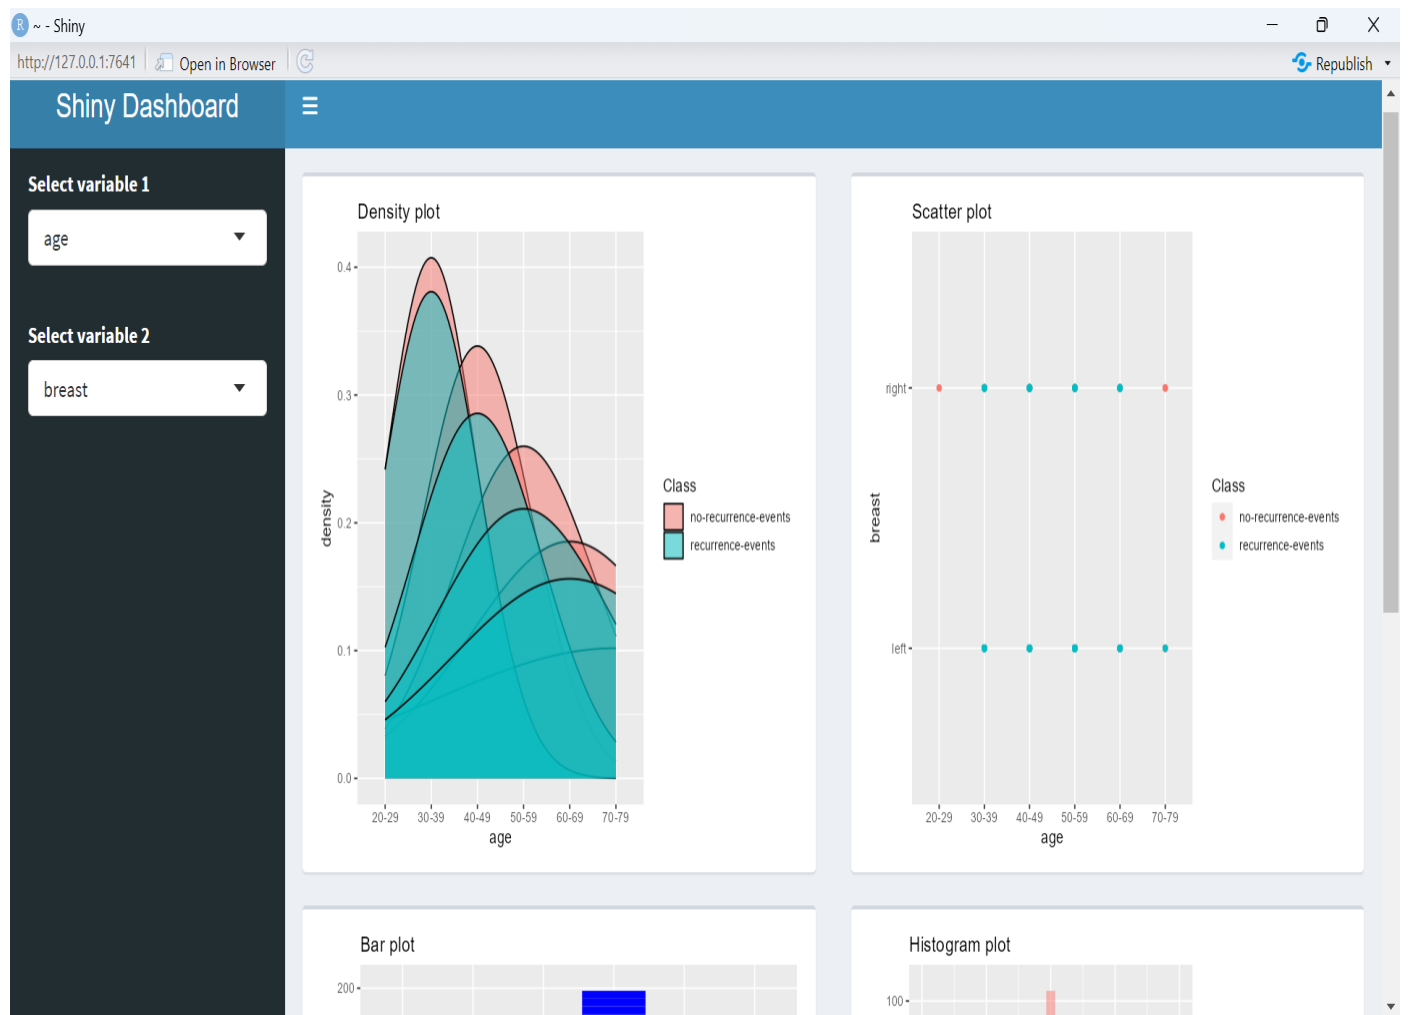 ~ - Shiny
http://127.0.0.1:7641 Open in Browser Republish
Shiny Dashboard
Select variable 1
age
Select variable 2
breast
Density plot
0.4
0.3
0.2
0.1
0.0
density
20-29 30-39 40-49 50-59 60-69 70-79
age
Class
no-recurrence-events
recurrence-events
Scatter plot
right
left
breast
20-29 30-39 40-49 50-59 60-69 70-79
age
Class
no-recurrence-events
recurrence-events
Bar plot
200
Histogram plot
100